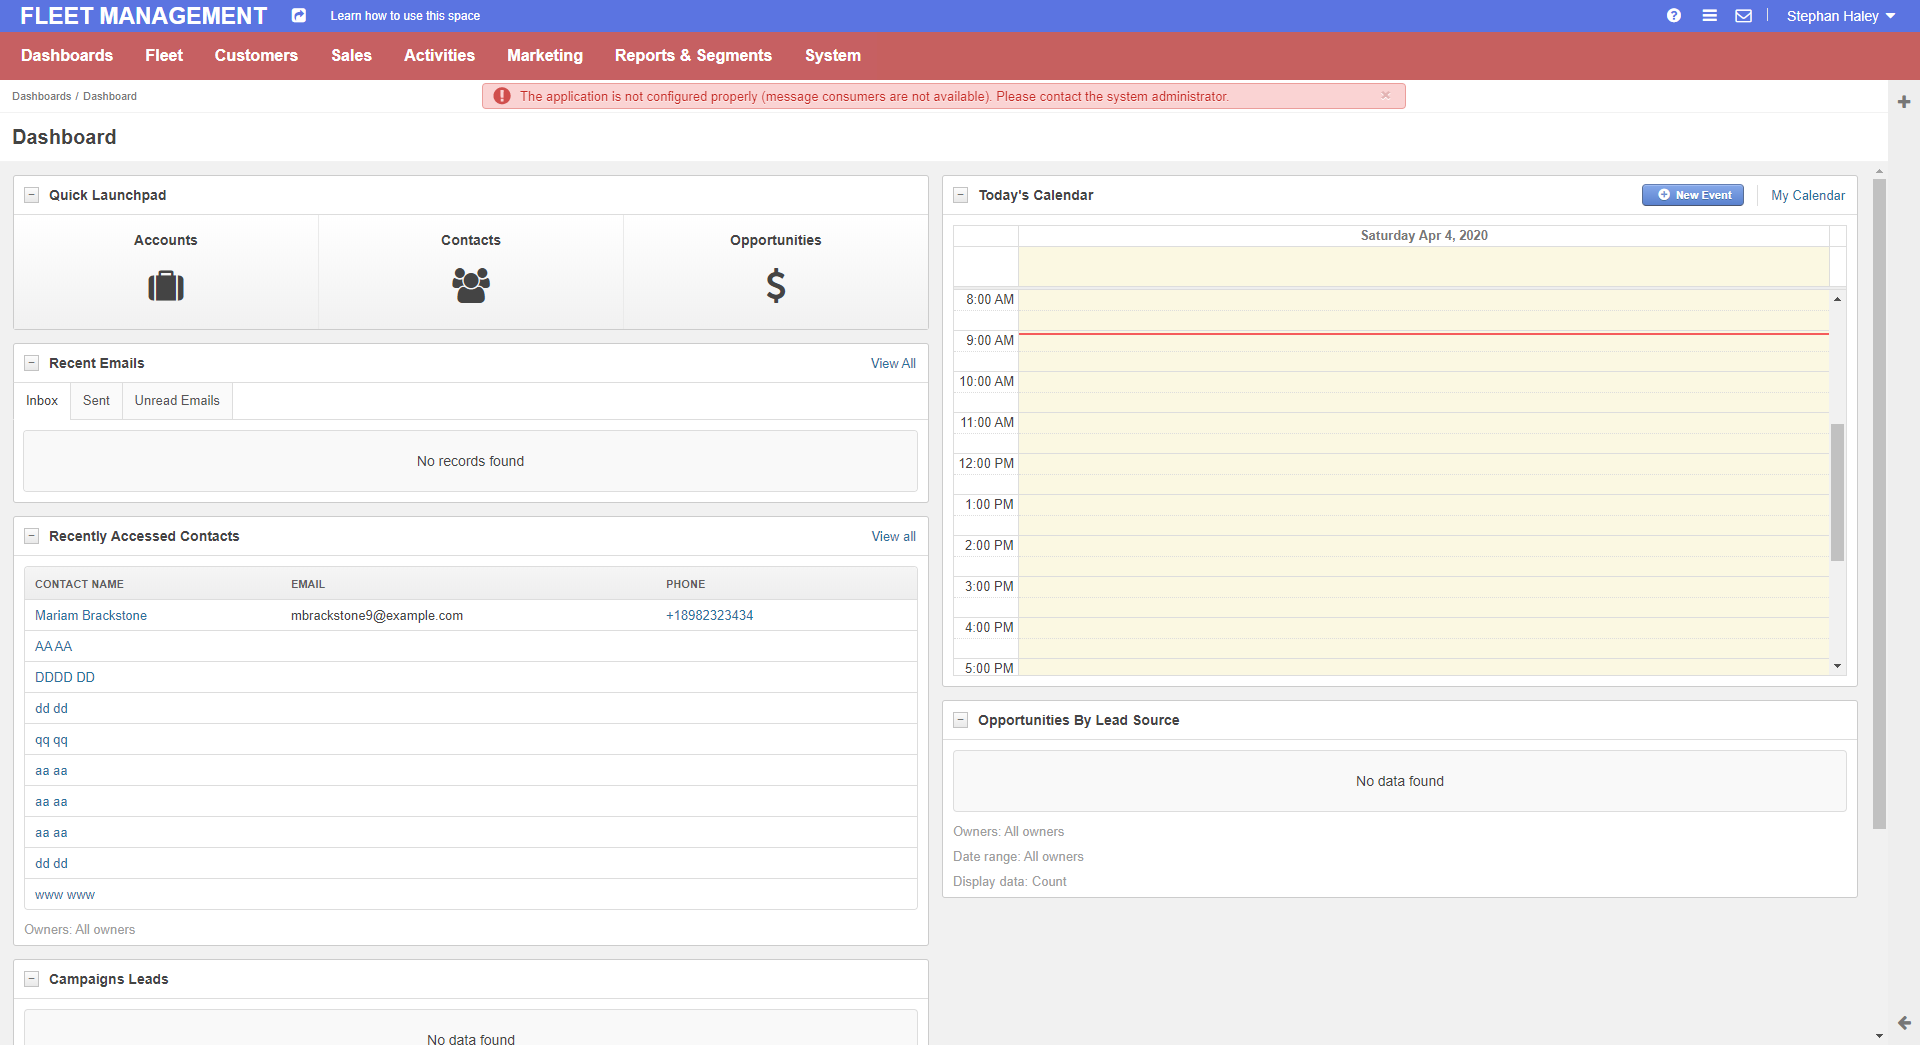 FLEET MANAGEMENT
Learn how to use this space
Stephan Haley
Dashboards Fleet Customers Sales Activities Marketing Reports & Segments System
Dashboards / Dashboard
The application is not configured properly (message consumers are not available). Please contact the system administrator.
×
Dashboard
Quick Launchpad
Accounts
Contacts
Opportunities
Recent Emails
View All
Inbox
Sent
Unread Emails
No records found
Recently Accessed Contacts
View all
CONTACT NAME EMAIL PHONE
Mariam Brackstone mbrackstone9@example.com +18982323434
AA AA
DDDD DD
dd dd
qq qq
aa aa
aa aa
aa aa
dd dd
www www
Owners: All owners
Campaigns Leads
No data found
Today's Calendar
New Event
My Calendar
Saturday Apr 4, 2020
8:00 AM
9:00 AM
10:00 AM
11:00 AM
12:00 PM
1:00 PM
2:00 PM
3:00 PM
4:00 PM
5:00 PM
Opportunities By Lead Source
No data found
Owners: All owners
Date range: All owners
Display data: Count